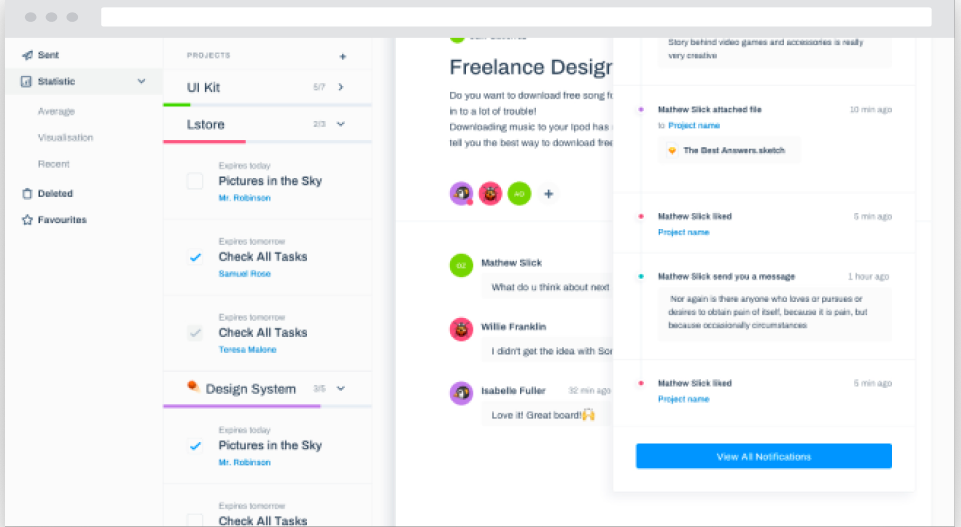 Sent
Statistic
Average
Visualisation
Recent
Deleted
Favourites
PROJECTS +
UI Kit 5/7
Lstore 2/3
Expires today
Pictures in the Sky
Mr. Robinson
Expires tomorrow
Check All Tasks
Samuel Rose
Expires tomorrow
Check All Tasks
Teresa Malone
Design System 3/5
Expires today
Pictures in the Sky
Mr. Robinson
Expires tomorrow
Check All Tasks
Freelance Design
Do you want to download free song fo
in to a lot of trouble!
Downloading music to your Ipod has
tell you the best way to download free
AO +
OZ
Mathew Slick
What do u think about next
Willie Franklin
I didn't get the idea with Sor
Isabelle Fuller 32 min ago
Love it! Great board!🙌
Story behind video games and accessories is really
very creative
Mathew Slick attached file 10 min ago
to Project name
The Best Answers.sketch
Mathew Slick liked 5 min ago
Project name
Mathew Slick send you a message 1 hour ago
Nor again is there anyone who loves or pursues or
desires to obtain pain of itself, because it is pain, but
because occasionally circumstances
Mathew Slick liked 5 min ago
Project name
View All Notifications